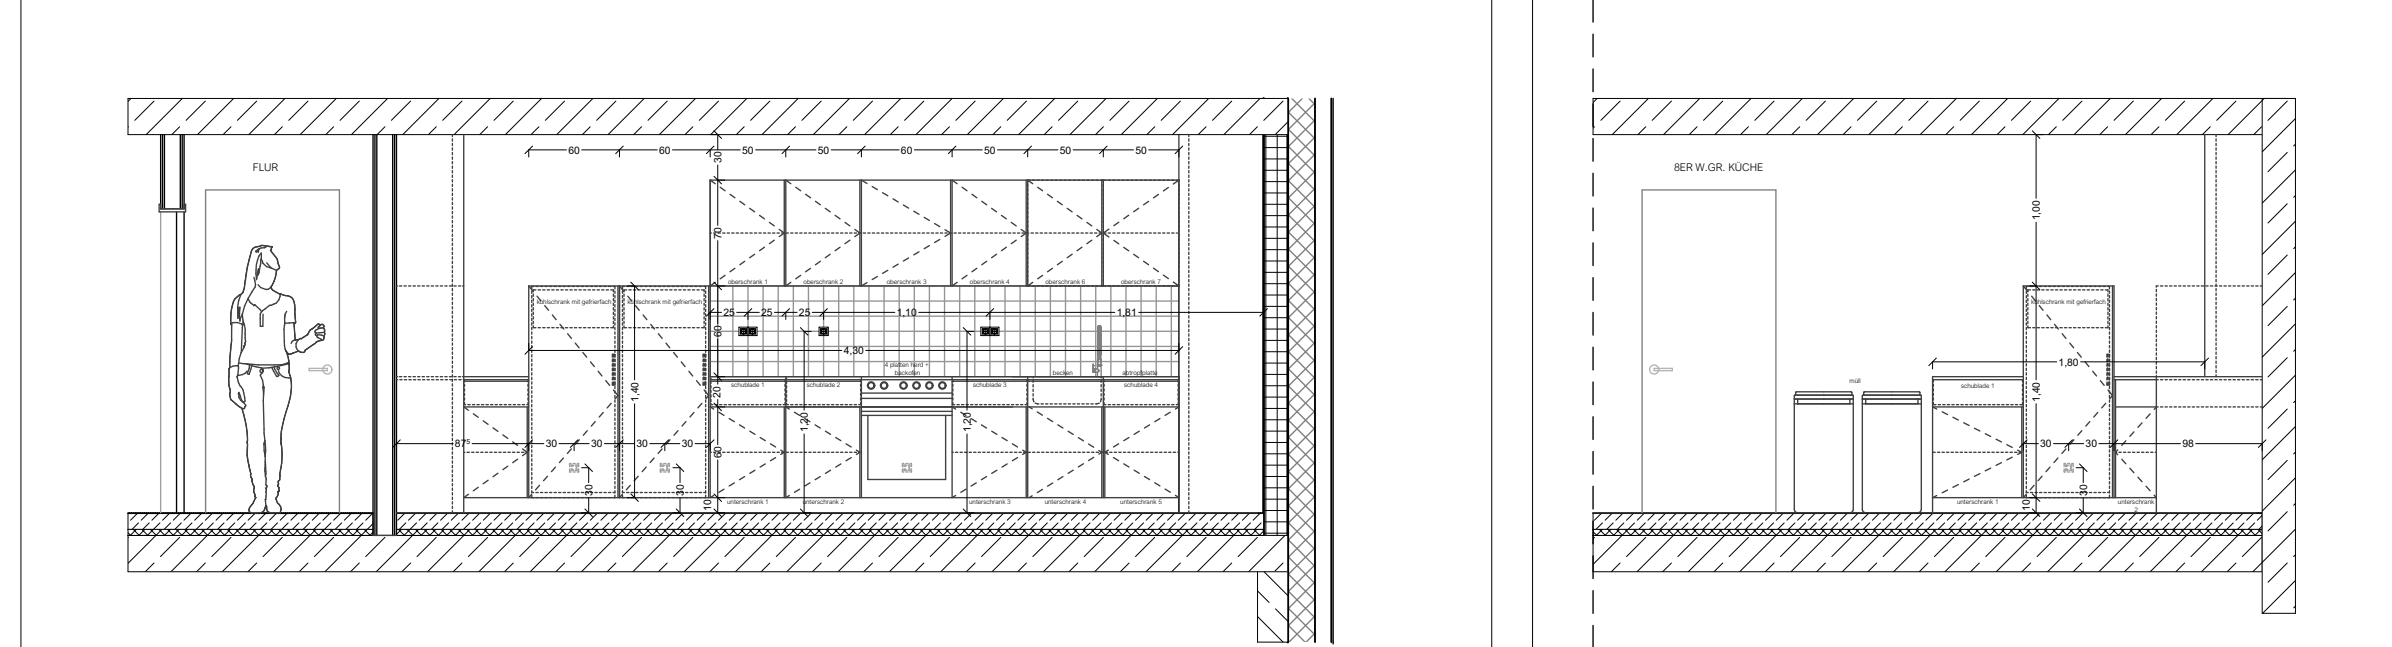 FLUR
60 60 50 50 60 50 50 50
30
70
oberschrank 1 oberschrank 2 oberschrank 3 oberschrank 4 oberschrank 6 oberschrank 7
kühlschrank mit gefrierfach kühlschrank mit gefrierfach
25 25 25 1,10 1,81
60
4,30
4 platten herd +
backofen
becken abtropfplatte
schublade 1 schublade 2 schublade 3 schublade 4
20
1,40
1,20 1,20
87⁵ 30 30 30 30
60
30 30
10
unterschrank 1 unterschrank 2 unterschrank 3 unterschrank 4 unterschrank 5
8ER W.GR. KÜCHE
1,00
kühlschrank mit gefrierfach
1,80
müll
schublade 1
1,40
30 30 98
30
10
unterschrank 1 unterschrank
2